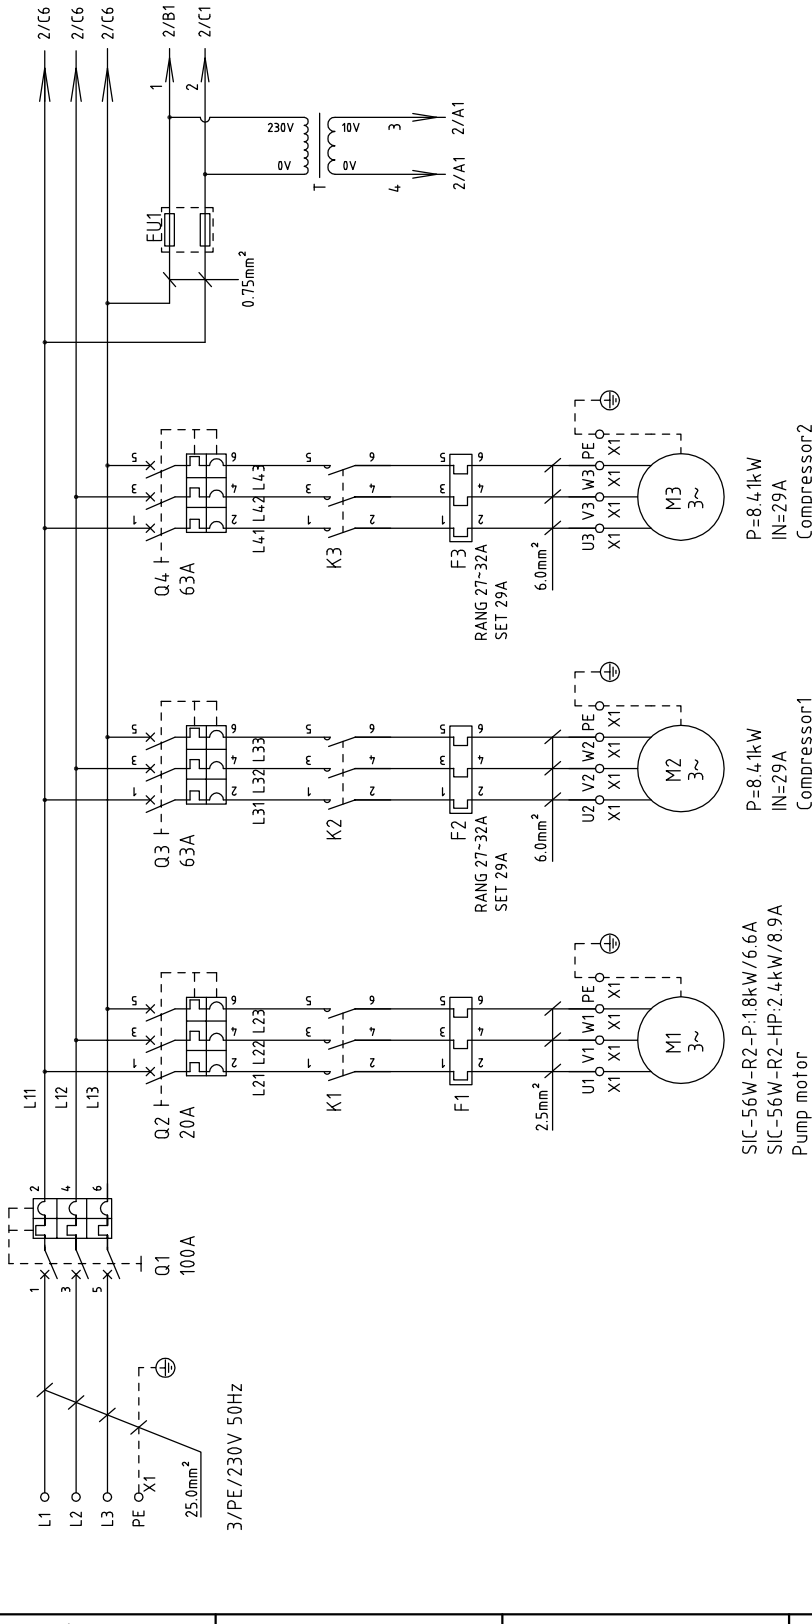 L1
L2
L3
PE
X1
25.0mm²
3/PE/230V 50Hz
1
3
5
2
4
6
Q1
100A
L11
L12
L13
1
3
5
Q2
20A
2
4
6
L21
L22
L23
1
3
5
K1
2
4
6
1
3
5
F1
2
4
6
2.5mm²
U1
V1
W1
PE
X1
X1
X1
X1
M1
3~
SIC-56W-R2-P:1.8kW/6.6A
SIC-56W-R2-HP:2.4kW/8.9A
Pump motor
1
3
5
Q3
63A
2
4
6
L31
L32
L33
1
3
5
K2
2
4
6
1
3
5
F2
2
4
6
RANG 27~32A
SET 29A
6.0mm²
U2
V2
W2
PE
X1
X1
X1
X1
M2
3~
P=8.41kW
IN=29A
Compressor1
1
3
5
Q4
63A
2
4
6
L41
L42
L43
1
3
5
K3
2
4
6
1
3
5
F3
2
4
6
RANG 27~32A
SET 29A
6.0mm²
U3
V3
W3
PE
X1
X1
X1
X1
M3
3~
P=8.41kW
IN=29A
Compressor2
0.75mm²
FU1
0V
230V
T
0V
10V
4
3
2/A1
2/A1
1
2
2/C6
2/C6
2/C6
2/B1
2/C1